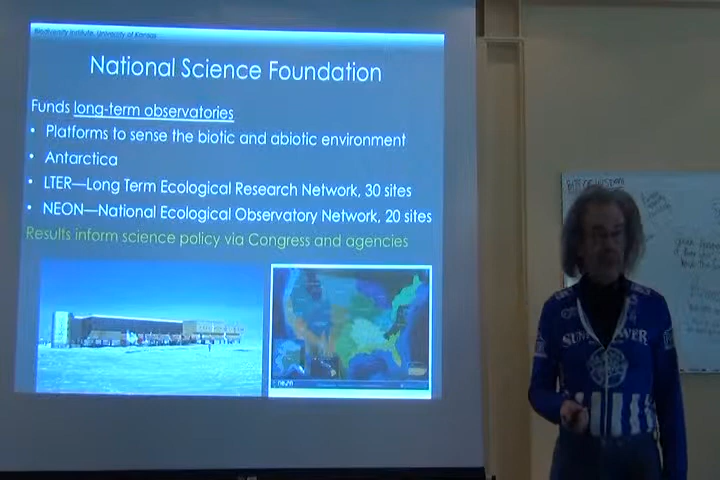 Biodiversity Institute, University of Kansas
National Science Foundation
Funds long-term observatories
• Platforms to sense the biotic and abiotic environment
• Antarctica
• LTER—Long Term Ecological Research Network, 30 sites
• NEON—National Ecological Observatory Network, 20 sites
Results inform science policy via Congress and agencies
neon